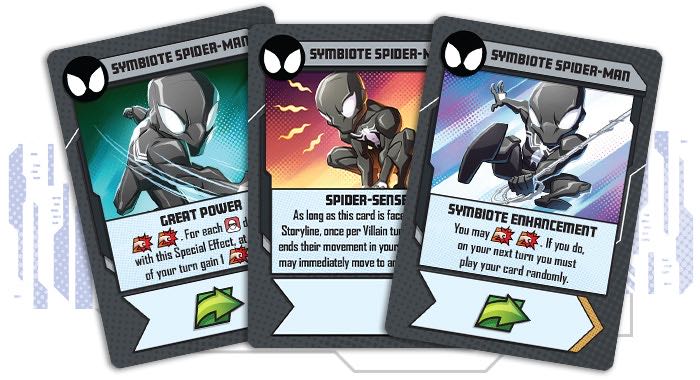 SYMBIOTE SPIDER-MAN
GREAT POWER
. For each
with this Special Effect, at
of your turn gain 1
SYMBIOTE SPIDER-M
SPIDER-SENSE
As long as this card is face
Storyline, once per Villain tur
ends their movement in your
may immediately move to an
SYMBIOTE SPIDER-MAN
SYMBIOTE ENHANCEMENT
You may . If you do,
on your next turn you must
play your card randomly.